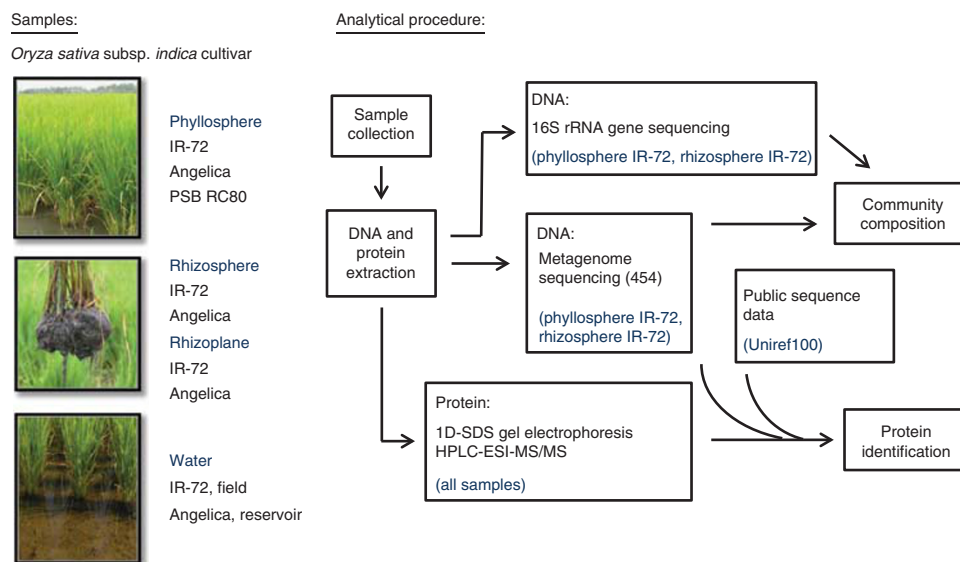 Samples:
Oryza sativa subsp. indica cultivar
Phyllosphere
IR-72
Angelica
PSB RC80
Rhizosphere
IR-72
Angelica
Rhizoplane
IR-72
Angelica
Water
IR-72, field
Angelica, reservoir
Analytical procedure:
Sample
collection
DNA and
protein
extraction
DNA:
16S rRNA gene sequencing
(phyllosphere IR-72, rhizosphere IR-72)
DNA:
Metagenome
sequencing (454)
(phyllosphere IR-72,
rhizosphere IR-72)
Community
composition
Public sequence
data
(Uniref100)
Protein:
1D-SDS gel electrophoresis
HPLC-ESI-MS/MS
(all samples)
Protein
identification